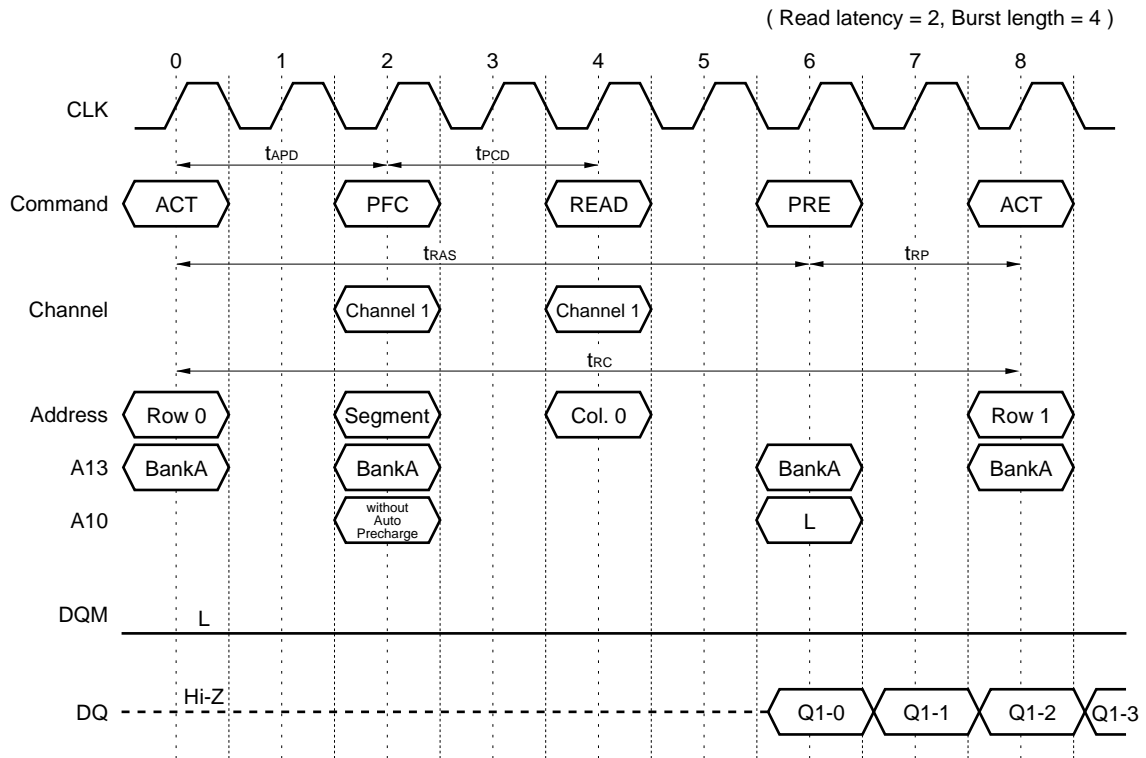 ( Read latency = 2, Burst length = 4 )
0 1 2 3 4 5 6 7 8
CLK
tAPD tPCD
Command ACT PFC READ PRE ACT
tRAS tRP
Channel Channel 1 Channel 1
tRC
Address Row 0 Segment Col. 0 Row 1
A13 BankA BankA BankA BankA
A10 without Auto Precharge L
DQM L
Hi-Z
DQ Q1-0 Q1-1 Q1-2 Q1-3